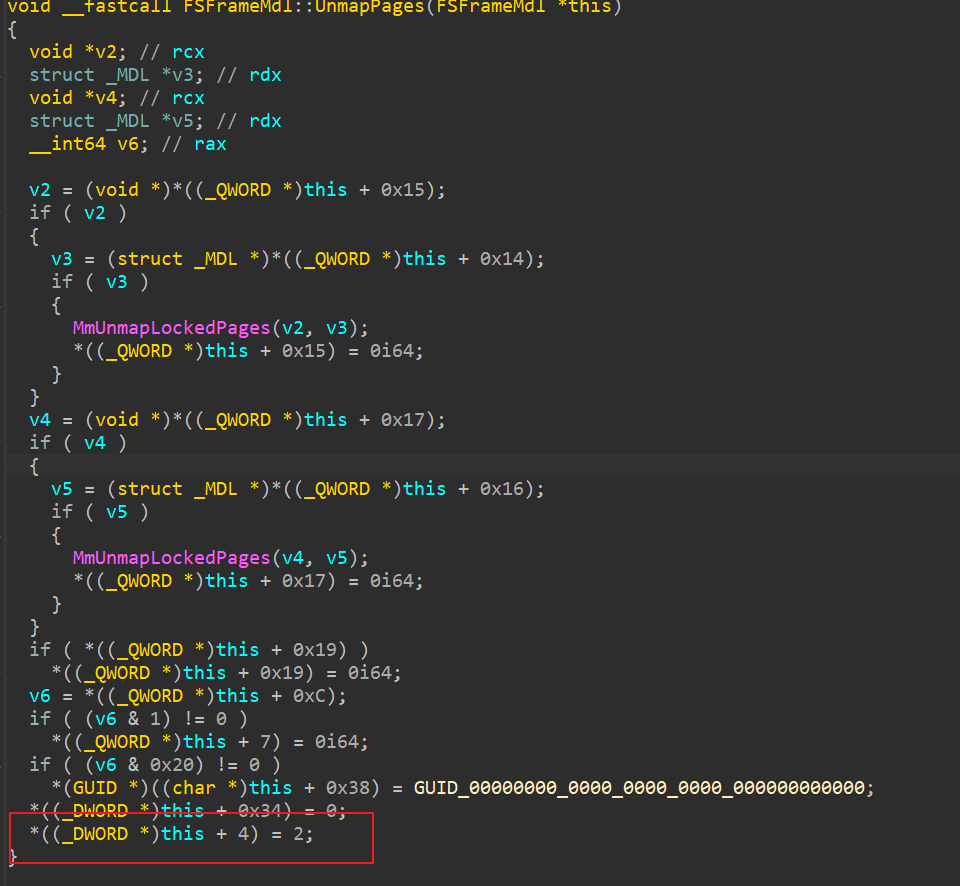 void __fastcall FSFrameMdl::UnmapPages(FSFrameMdl *this)
{
  void *v2; // rcx
  struct _MDL *v3; // rdx
  void *v4; // rcx
  struct _MDL *v5; // rdx
  __int64 v6; // rax

  v2 = (void *)*((_QWORD *)this + 0x15);
  if ( v2 )
  {
    v3 = (struct _MDL *)*((_QWORD *)this + 0x14);
    if ( v3 )
    {
      MmUnmapLockedPages(v2, v3);
      *((_QWORD *)this + 0x15) = 0i64;
    }
  }
  v4 = (void *)*((_QWORD *)this + 0x17);
  if ( v4 )
  {
    v5 = (struct _MDL *)*((_QWORD *)this + 0x16);
    if ( v5 )
    {
      MmUnmapLockedPages(v4, v5);
      *((_QWORD *)this + 0x17) = 0i64;
    }
  }
  if ( *((_QWORD *)this + 0x19) )
    *((_QWORD *)this + 0x19) = 0i64;
  v6 = *((_QWORD *)this + 0xC);
  if ( (v6 & 1) != 0 )
    *((_QWORD *)this + 7) = 0i64;
  if ( (v6 & 0x20) != 0 )
    *(GUID *)((char *)this + 0x38) = GUID_00000000_0000_0000_0000_000000000000;
  *((_DWORD *)this + 0x34) = 0;
  *((_DWORD *)this + 4) = 2;
}